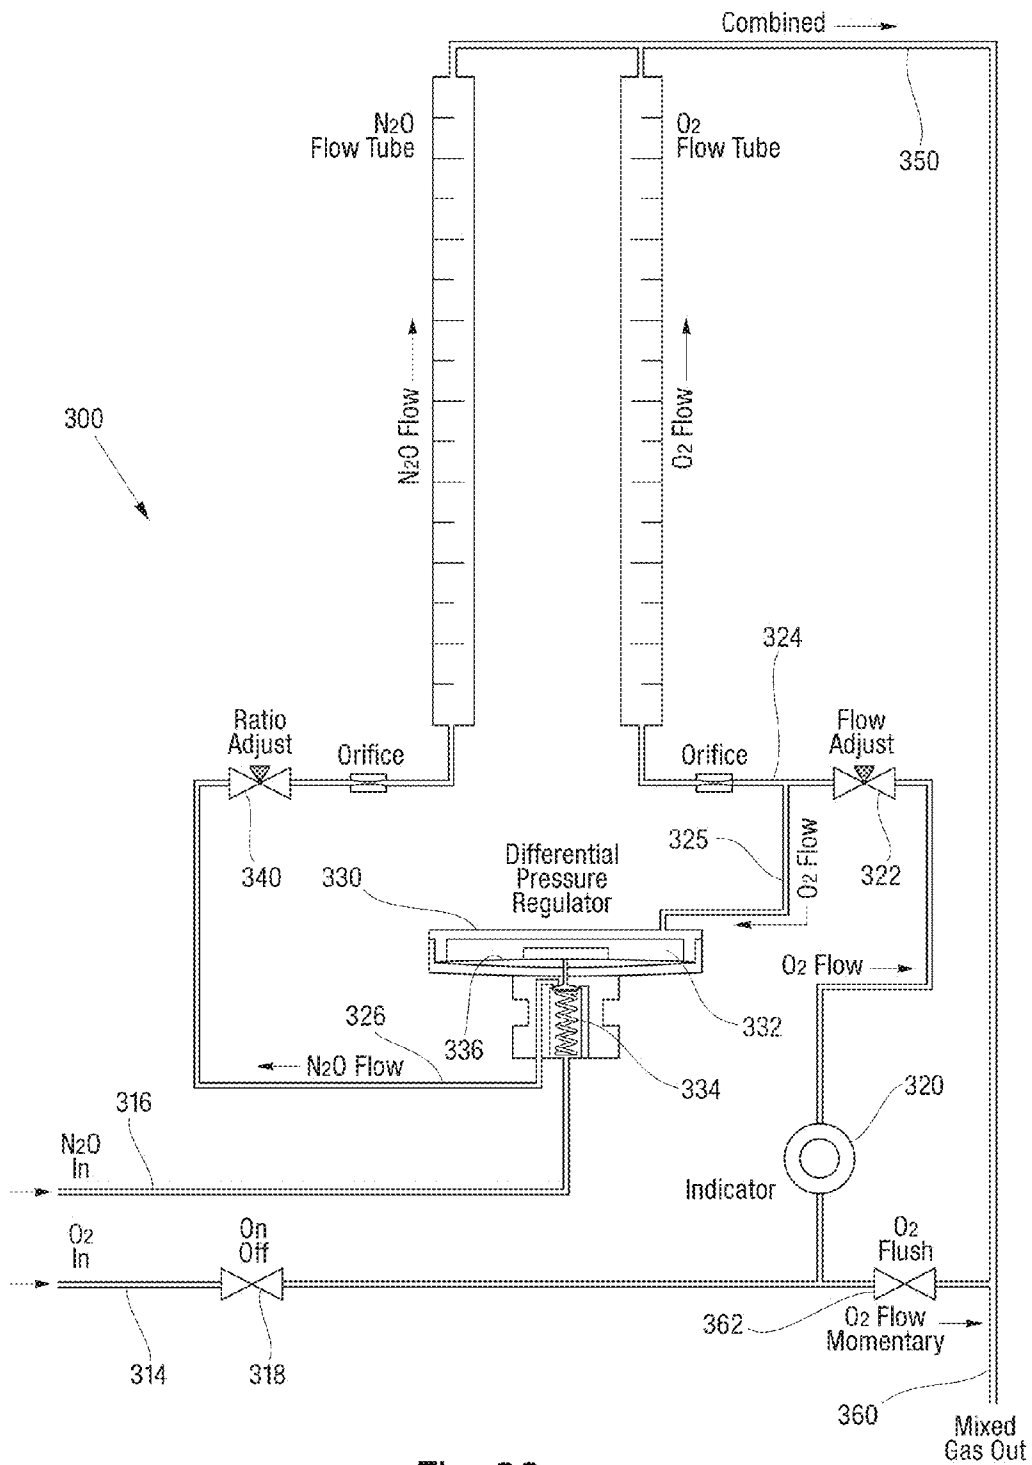 Combined
N2O
Flow Tube
O2
Flow Tube
350
N2O Flow
O2 Flow
300
324
Ratio
Adjust
Orifice
Orifice
Flow
Adjust
340
330
Differential
Pressure
Regulator
325
O2 Flow
322
O2 Flow
326
336
332
N2O Flow
334
316
320
N2O
In
Indicator
O2
In
On
Off
O2
Flush
362
O2 Flow
Momentary
314
318
360
Mixed
Gas Out